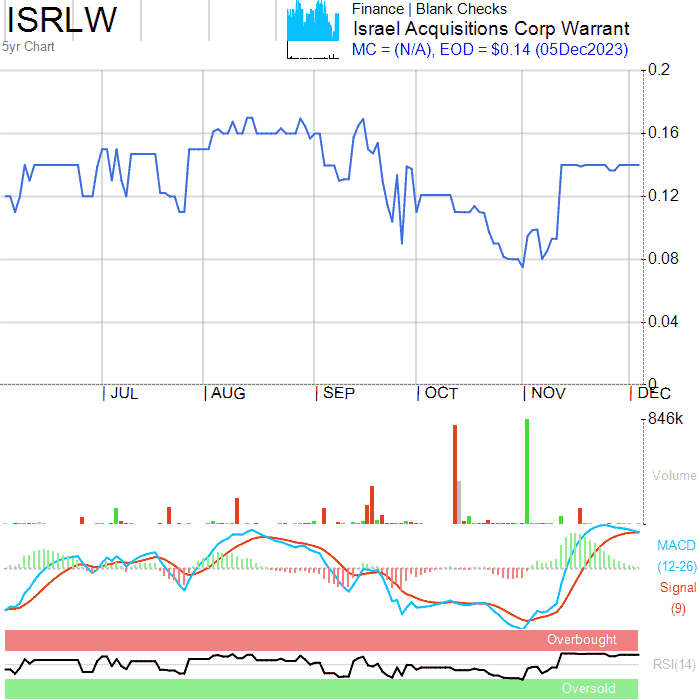 ISRLW
5yr Chart
Finance | Blank Checks
Israel Acquisitions Corp Warrant
MC = (N/A), EOD = $0.14 (05Dec2023)
0.2
0.16
0.12
0.08
0.04
0
JUL
AUG
SEP
OCT
NOV
DEC
846k
Volume
MACD
(12-26)
Signal
(9)
Overbought
RSI(14)
Oversold